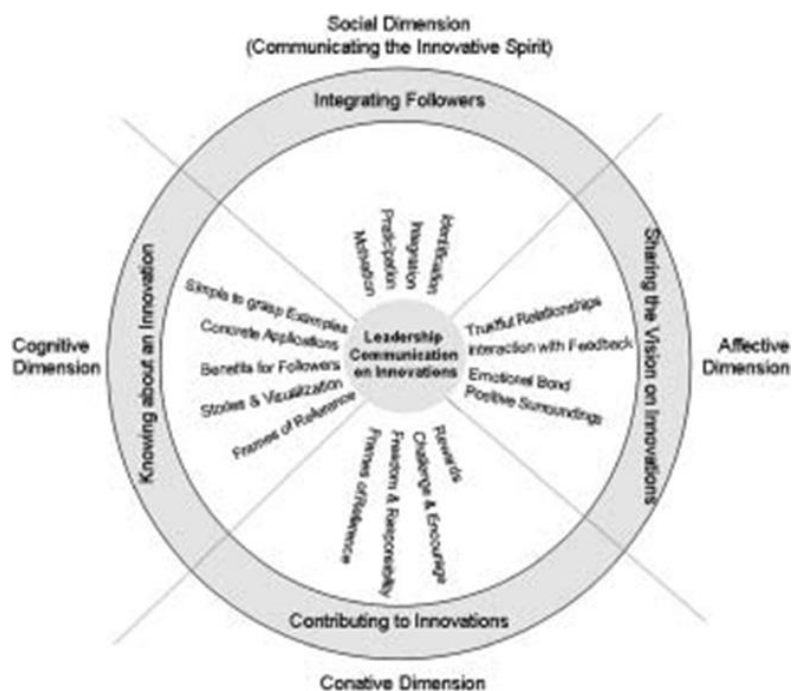 Social Dimension
(Communicating the Innovative Spirit)
Integrating Followers
Motivation
Praticipation
Integration
Identification
Knowing about an Innovation
Sharing the Vision on Innovations
Cognitive
Dimension
Affective
Dimension
Simple to grasp Examples
Concrete Applications
Benefits for Followers
Stories & Visualization
Frames of Reference
Leadership
Communication
on Innovations
Trustful Relationships
Interaction with Feedback
Emotional Bond
Positive Surroundings
Frames of Reference
Freedom & Responsibility
Challenge & Encourage
Rewards
Contributing to Innovations
Conative Dimension